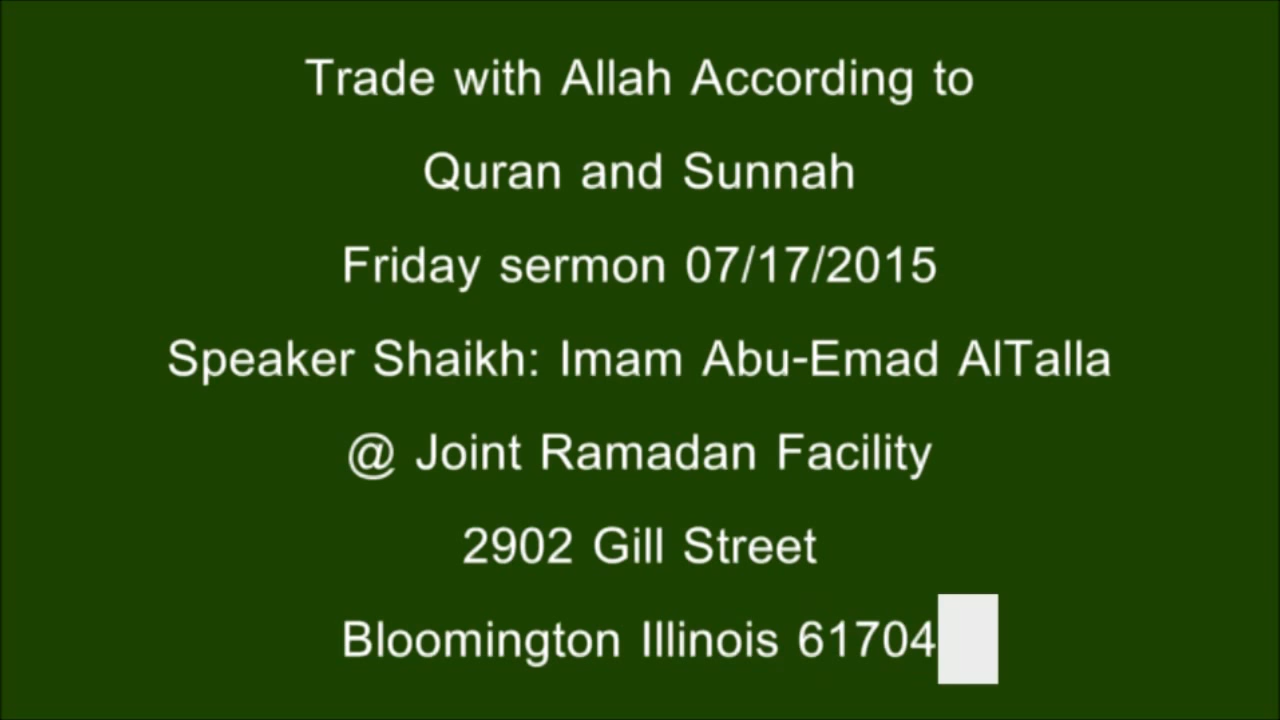 Trade with Allah According to
Quran and Sunnah
Friday sermon 07/17/2015
Speaker Shaikh: Imam Abu-Emad AlTalla
@ Joint Ramadan Facility
2902 Gill Street
Bloomington Illinois 61704